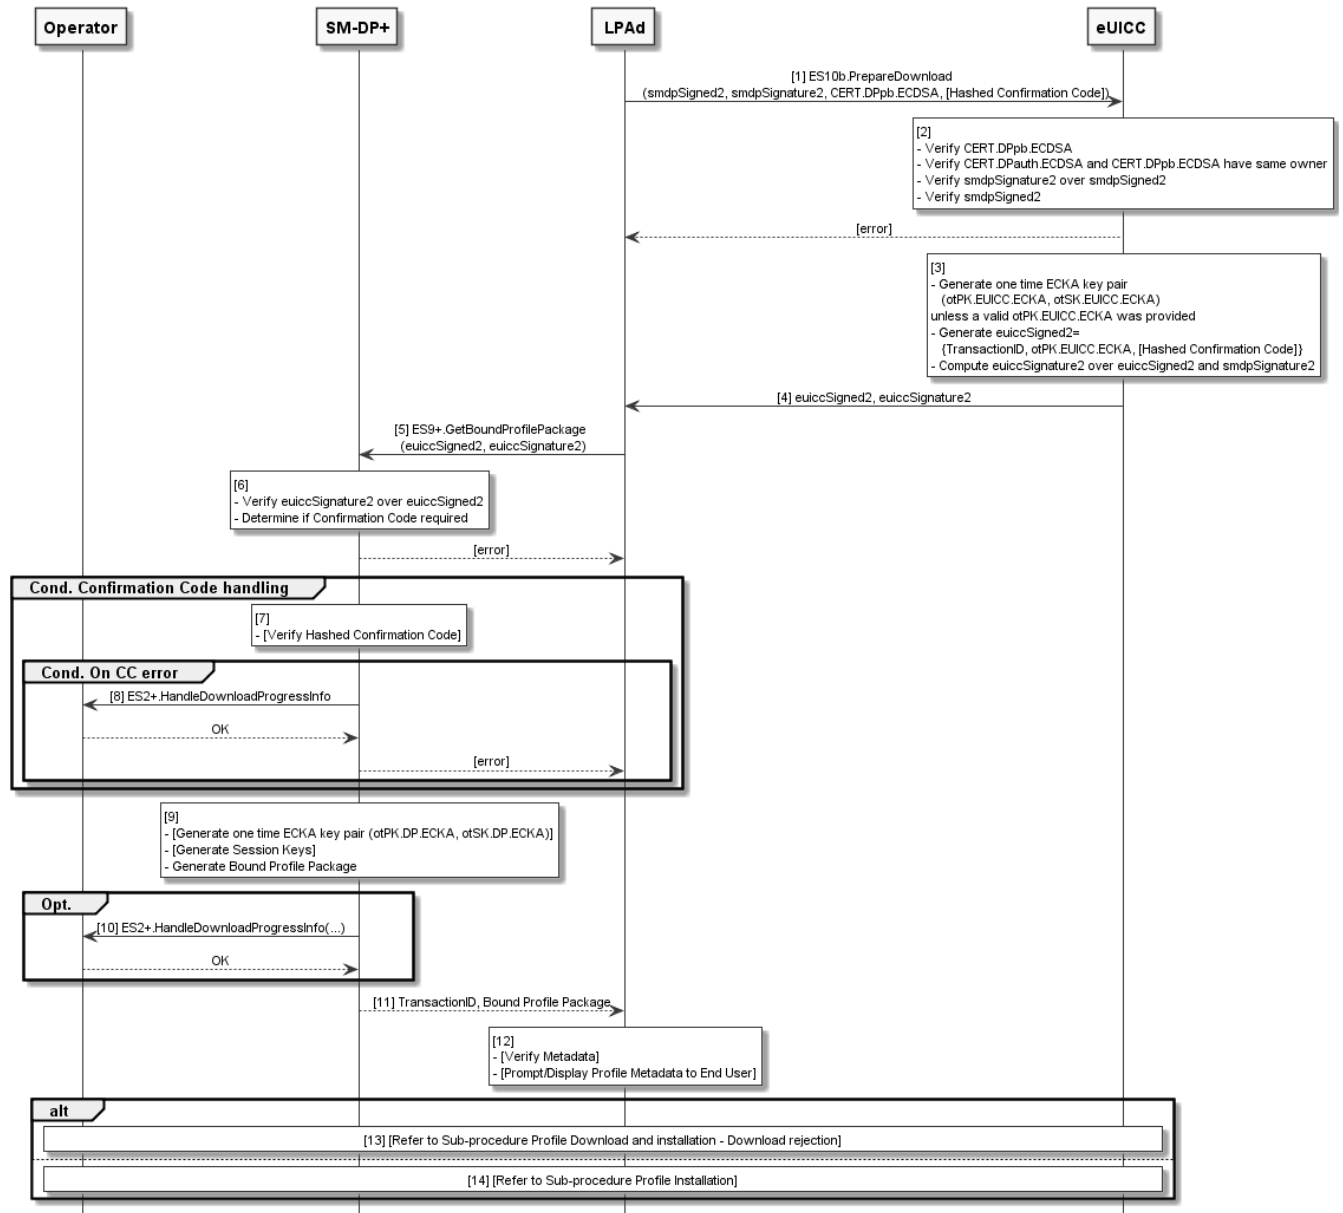 Operator
SM-DP+
LPAd
eUICC
[1] ES10b.PrepareDownload
(smdpSigned2, smdpSignature2, CERT.DPpb.ECDSA, [Hashed Confirmation Code])
[2]
- Verify CERT.DPpb.ECDSA
- Verify CERT.DPauth.ECDSA and CERT.DPpb.ECDSA have same owner
- Verify smdpSignature2 over smdpSigned2
- Verify smdpSigned2
[error]
[3]
- Generate one time ECKA key pair
(otPK.EUICC.ECKA, otSK.EUICC.ECKA)
unless a valid otPK.EUICC.ECKA was provided
- Generate euiccSigned2=
{TransactionID, otPK.EUICC.ECKA, [Hashed Confirmation Code]}
- Compute euiccSignature2 over euiccSigned2 and smdpSignature2
[4] euiccSigned2, euiccSignature2
[5] ES9+.GetBoundProfilePackage
(euiccSigned2, euiccSignature2)
[6]
- Verify euiccSignature2 over euiccSigned2
- Determine if Confirmation Code required
[error]
Cond. Confirmation Code handling
[7]
- [Verify Hashed Confirmation Code]
Cond. On CC error
[8] ES2+.HandleDownloadProgressInfo
OK
[error]
[9]
- [Generate one time ECKA key pair (otPK.DP.ECKA, otSK.DP.ECKA)]
- [Generate Session Keys]
- Generate Bound Profile Package
Opt.
[10] ES2+.HandleDownloadProgressInfo(...)
OK
[11] TransactionID, Bound Profile Package
[12]
- [Verify Metadata]
- [Prompt/Display Profile Metadata to End User]
alt
[13] [Refer to Sub-procedure Profile Download and installation - Download rejection]
[14] [Refer to Sub-procedure Profile Installation]